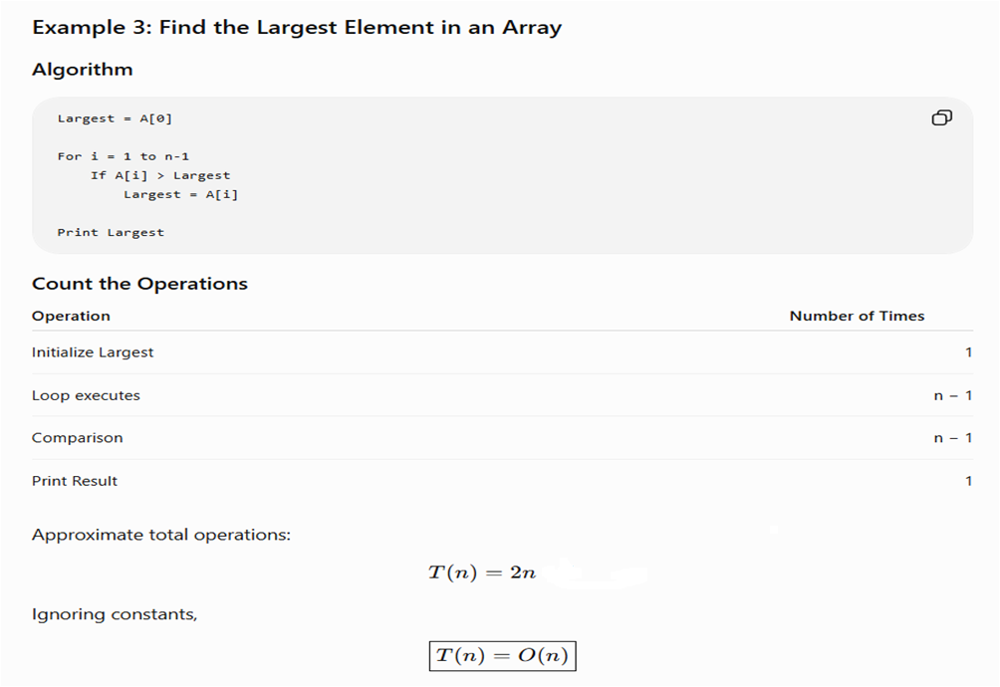 Example 3: Find the Largest Element in an Array
Algorithm
Largest = A[0]
For i = 1 to n-1
If A[i] > Largest
Largest = A[i]
Print Largest
Count the Operations
Operation Number of Times
Initialize Largest 1
Loop executes n − 1
Comparison n − 1
Print Result 1
Approximate total operations:
T(n) = 2n
Ignoring constants,
T(n) = O(n)